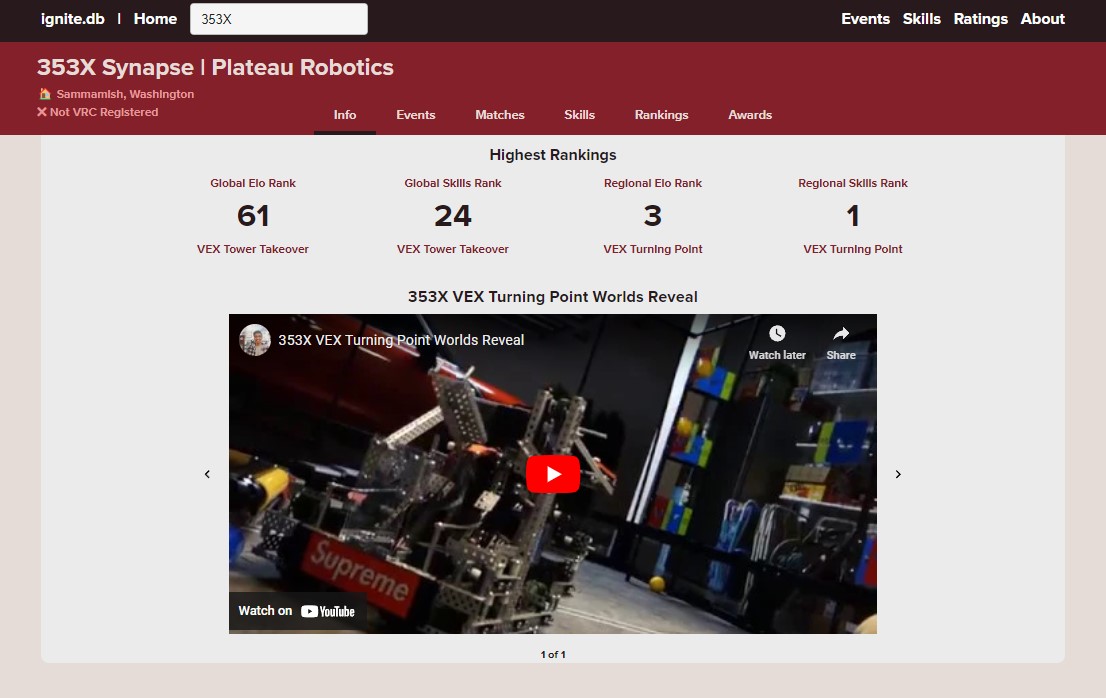 ignite.db | Home 353X Events Skills Ratings About
353X Synapse | Plateau Robotics
Sammamish, Washington
Not VRC Registered
Info Events Matches Skills Rankings Awards
Highest Rankings
Global Elo Rank Global Skills Rank Regional Elo Rank Regional Skills Rank
61 24 3 1
VEX Tower Takeover VEX Tower Takeover VEX Turning Point VEX Turning Point
353X VEX Turning Point Worlds Reveal
353X VEX Turning Point Worlds Reveal
Watch later Share
Supreme
Watch on YouTube
1 of 1